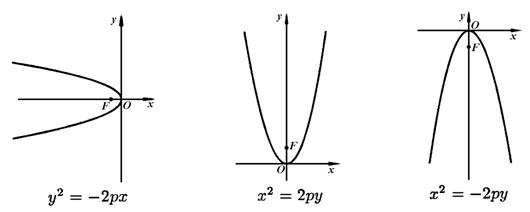 y
F O x
y² = −2px
y
F
O x
x² = 2py
y
O x
F
x² = −2py